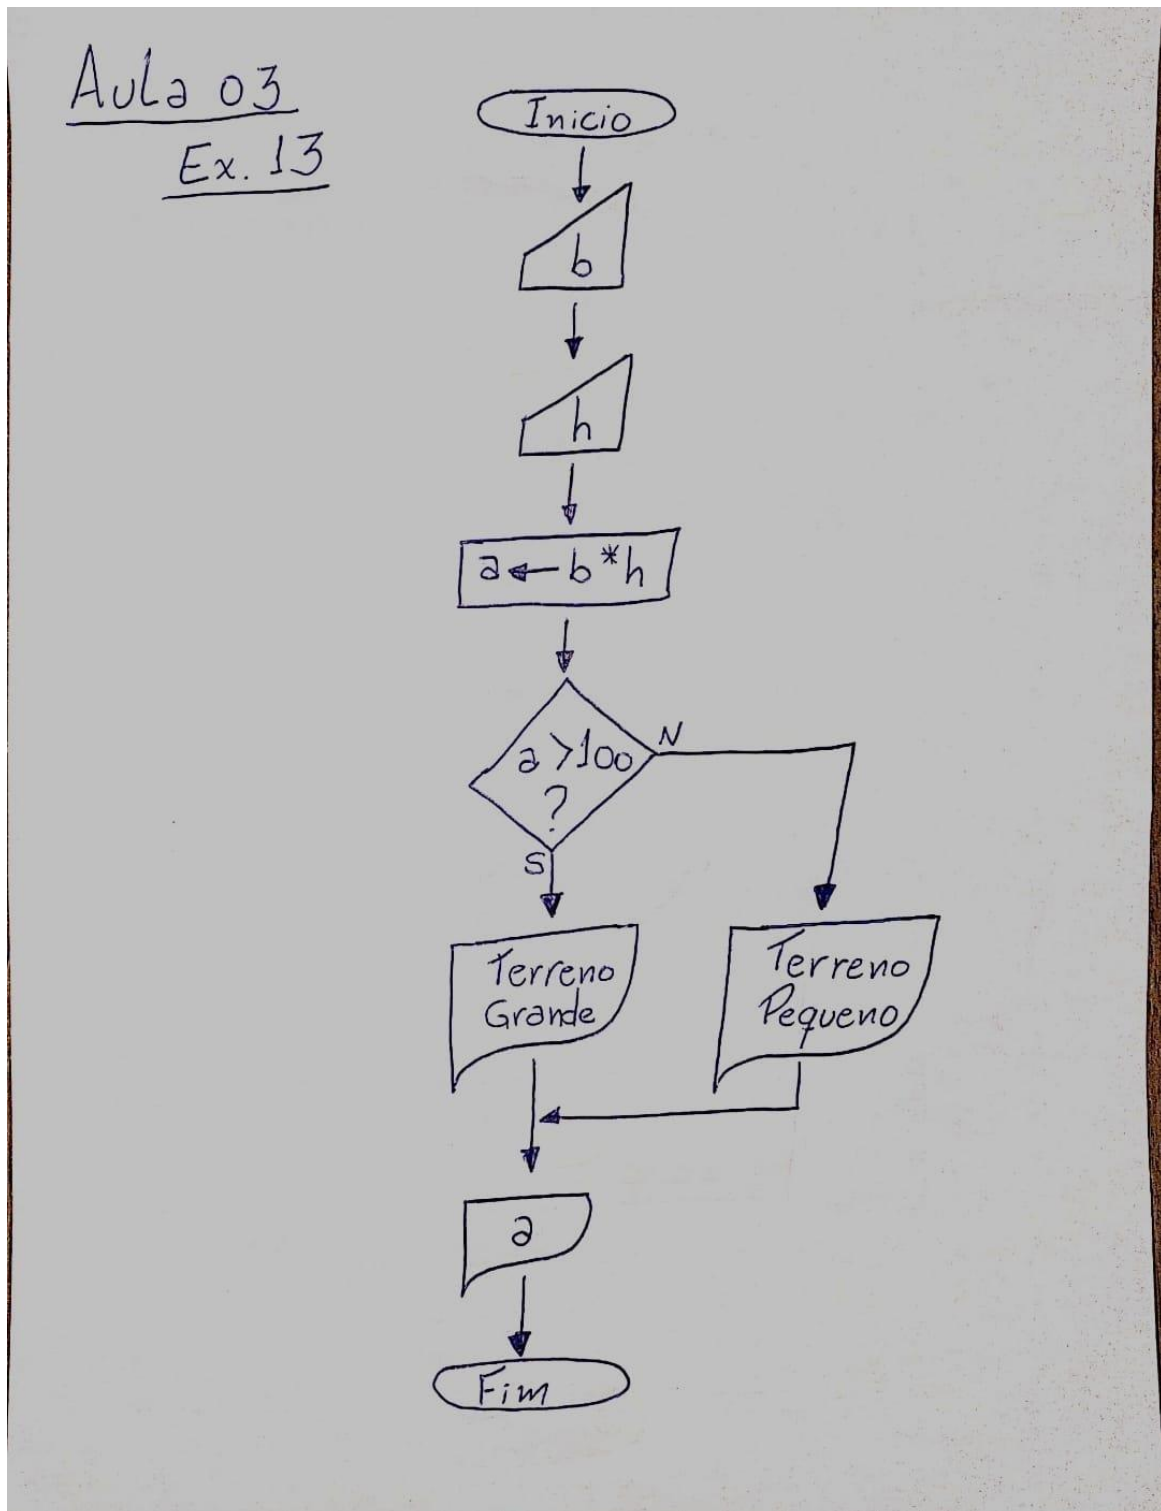 Aula 03
Ex. 13
Inicio
b
h
a ← b * h
a > 100
?
N
S
Terreno
Grande
Terreno
Pequeno
a
Fim